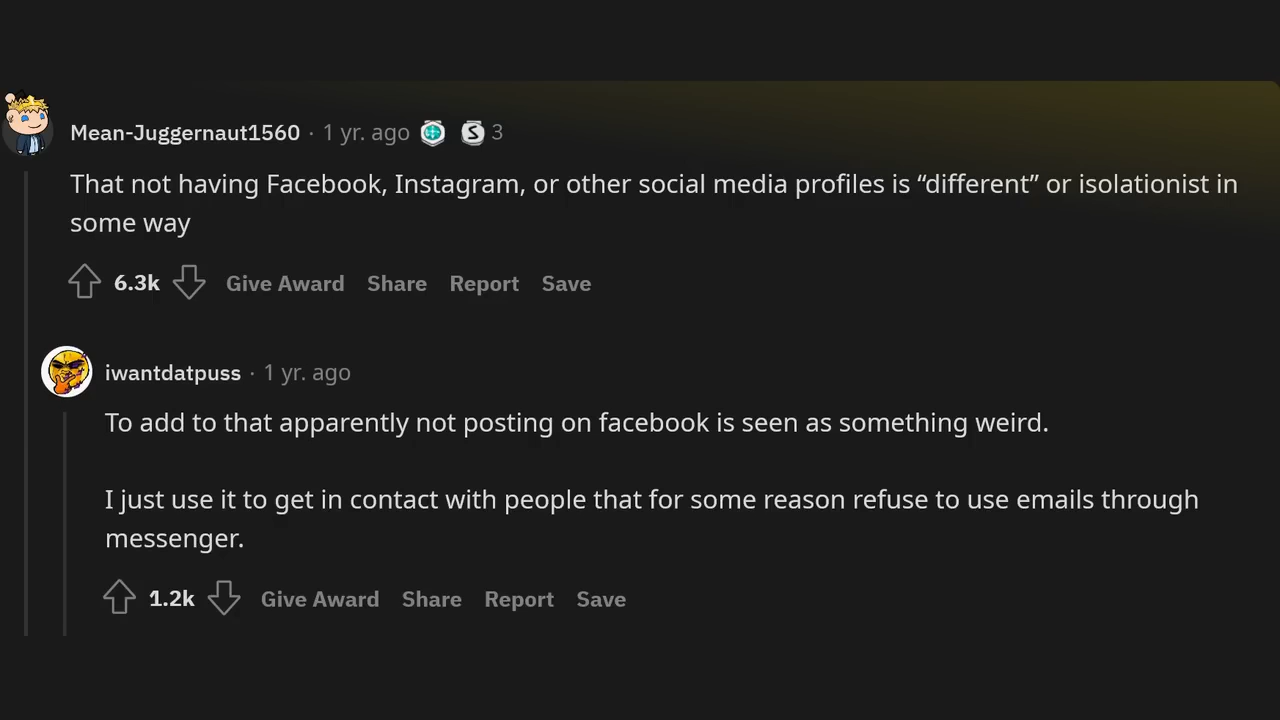 Mean-Juggernaut1560 · 1 yr. ago 3
That not having Facebook, Instagram, or other social media profiles is “different” or isolationist in
some way
6.3k Give Award Share Report Save
iwantdatpuss · 1 yr. ago
To add to that apparently not posting on facebook is seen as something weird.
I just use it to get in contact with people that for some reason refuse to use emails through
messenger.
1.2k Give Award Share Report Save